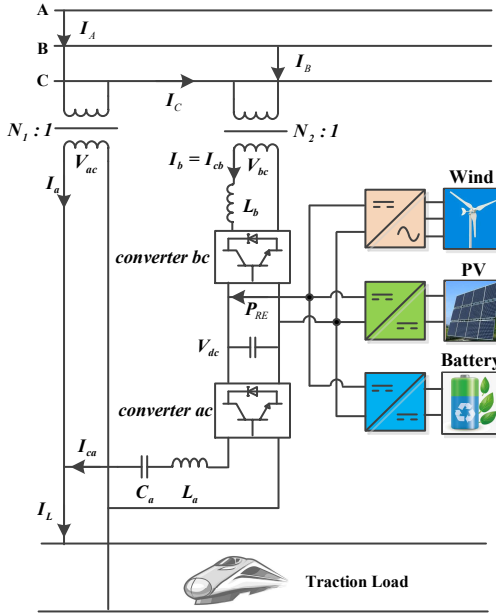 A
I_A
B
I_B
C
I_C
N_1 : 1
N_2 : 1
V_ac
V_bc
I_a
I_b = I_cb
L_b
Wind
converter bc
PV
P_RE
V_dc
Battery
converter ac
I_ca
C_a
L_a
I_L
Traction Load